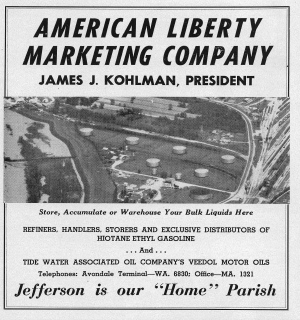 AMERICAN LIBERTY
MARKETING COMPANY
JAMES J. KOHLMAN, PRESIDENT
Store, Accumulate or Warehouse Your Bulk Liquids Here
REFINERS, HANDLERS, STORERS AND EXCLUSIVE DISTRIBUTORS OF
HIOTANE ETHYL GASOLINE
. . . And . . .
TIDE WATER ASSOCIATED OIL COMPANY'S VEEDOL MOTOR OILS
Telephones: Avondale Terminal—WA. 6830; Office—MA. 1321
Jefferson is our "Home" Parish